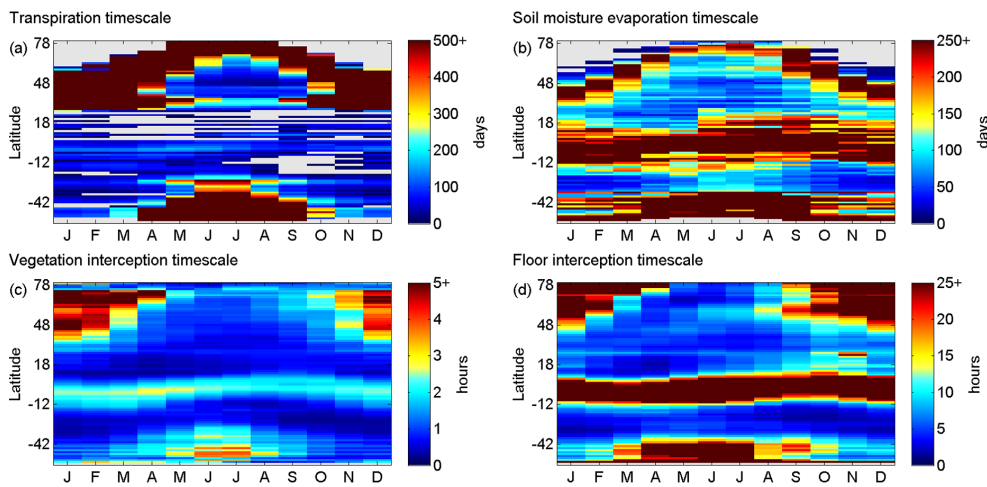 Transpiration timescale
(a)
78
48
18
-12
-42
Latitude
J F M A M J J A S O N D
500+
400
300
200
100
0
days
Soil moisture evaporation timescale
(b)
78
48
18
-12
-42
Latitude
J F M A M J J A S O N D
250+
200
150
100
50
0
days
Vegetation interception timescale
(c)
78
48
18
-12
-42
Latitude
J F M A M J J A S O N D
5+
4
3
2
1
0
hours
Floor interception timescale
(d)
78
48
18
-12
-42
Latitude
J F M A M J J A S O N D
25+
20
15
10
5
0
hours